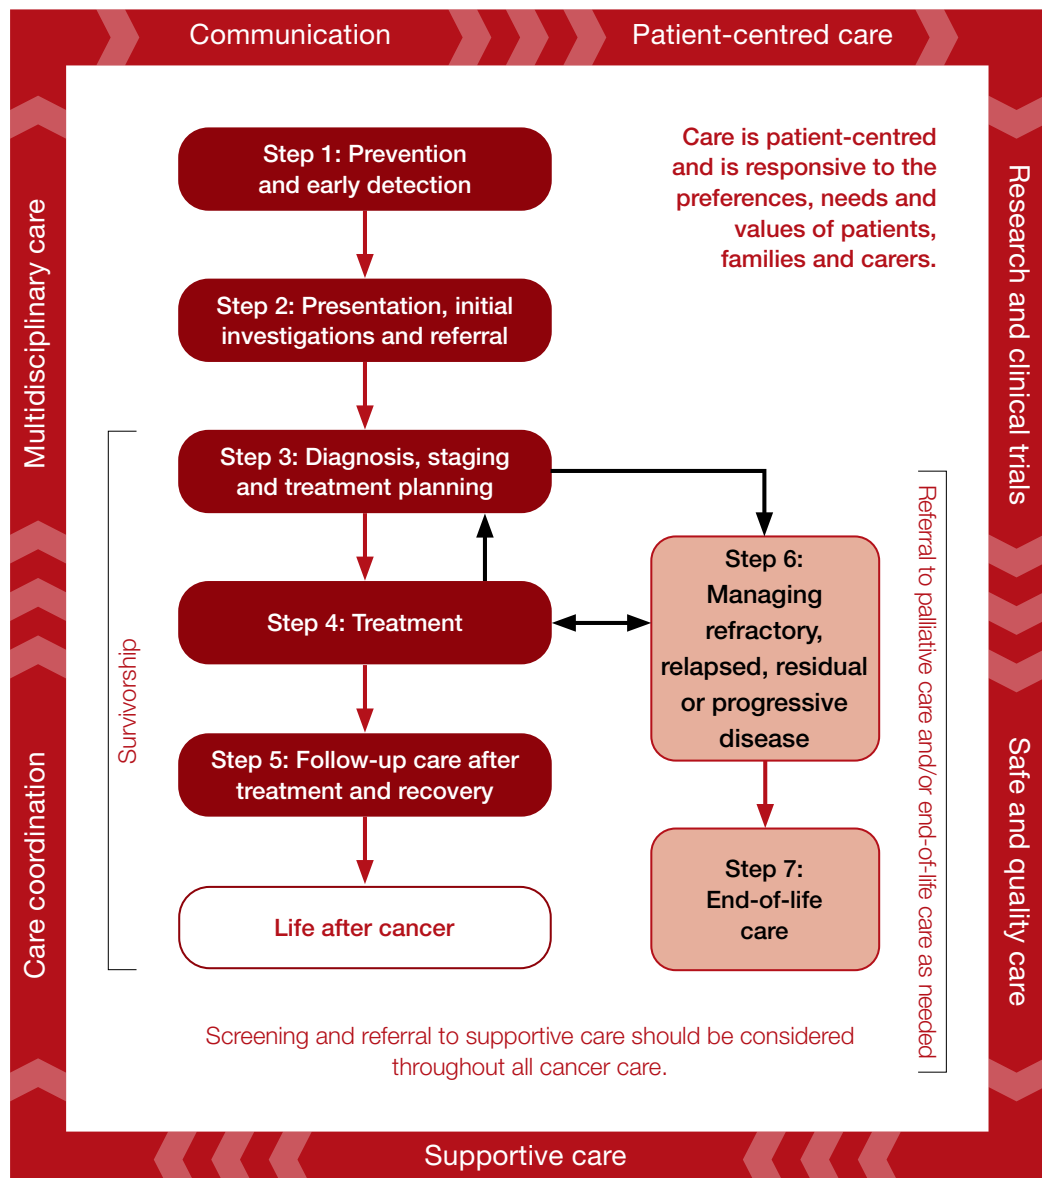 Communication
Patient-centred care
Multidisciplinary care
Care coordination
Research and clinical trials
Safe and quality care
Supportive care
Care is patient-centred
and is responsive to the
preferences, needs and
values of patients,
families and carers.
Step 1: Prevention
and early detection
Step 2: Presentation, initial
investigations and referral
Step 3: Diagnosis, staging
and treatment planning
Step 4: Treatment
Step 5: Follow-up care after
treatment and recovery
Life after cancer
Survivorship
Step 6:
Managing
refractory,
relapsed, residual
or progressive
disease
Step 7:
End-of-life
care
Referral to palliative care and/or end-of-life care as needed
Screening and referral to supportive care should be considered
throughout all cancer care.